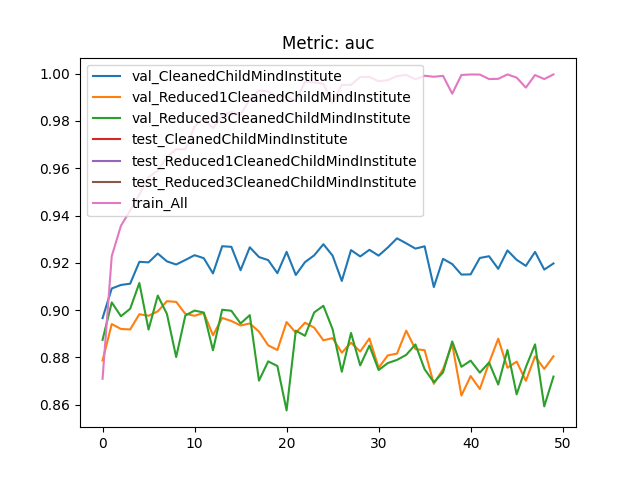 Metric: auc
1.00
0.98
0.96
0.94
0.92
0.90
0.88
0.86
val_CleanedChildMindInstitute
val_Reduced1CleanedChildMindInstitute
val_Reduced3CleanedChildMindInstitute
test_CleanedChildMindInstitute
test_Reduced1CleanedChildMindInstitute
test_Reduced3CleanedChildMindInstitute
train_All
0 10 20 30 40 50